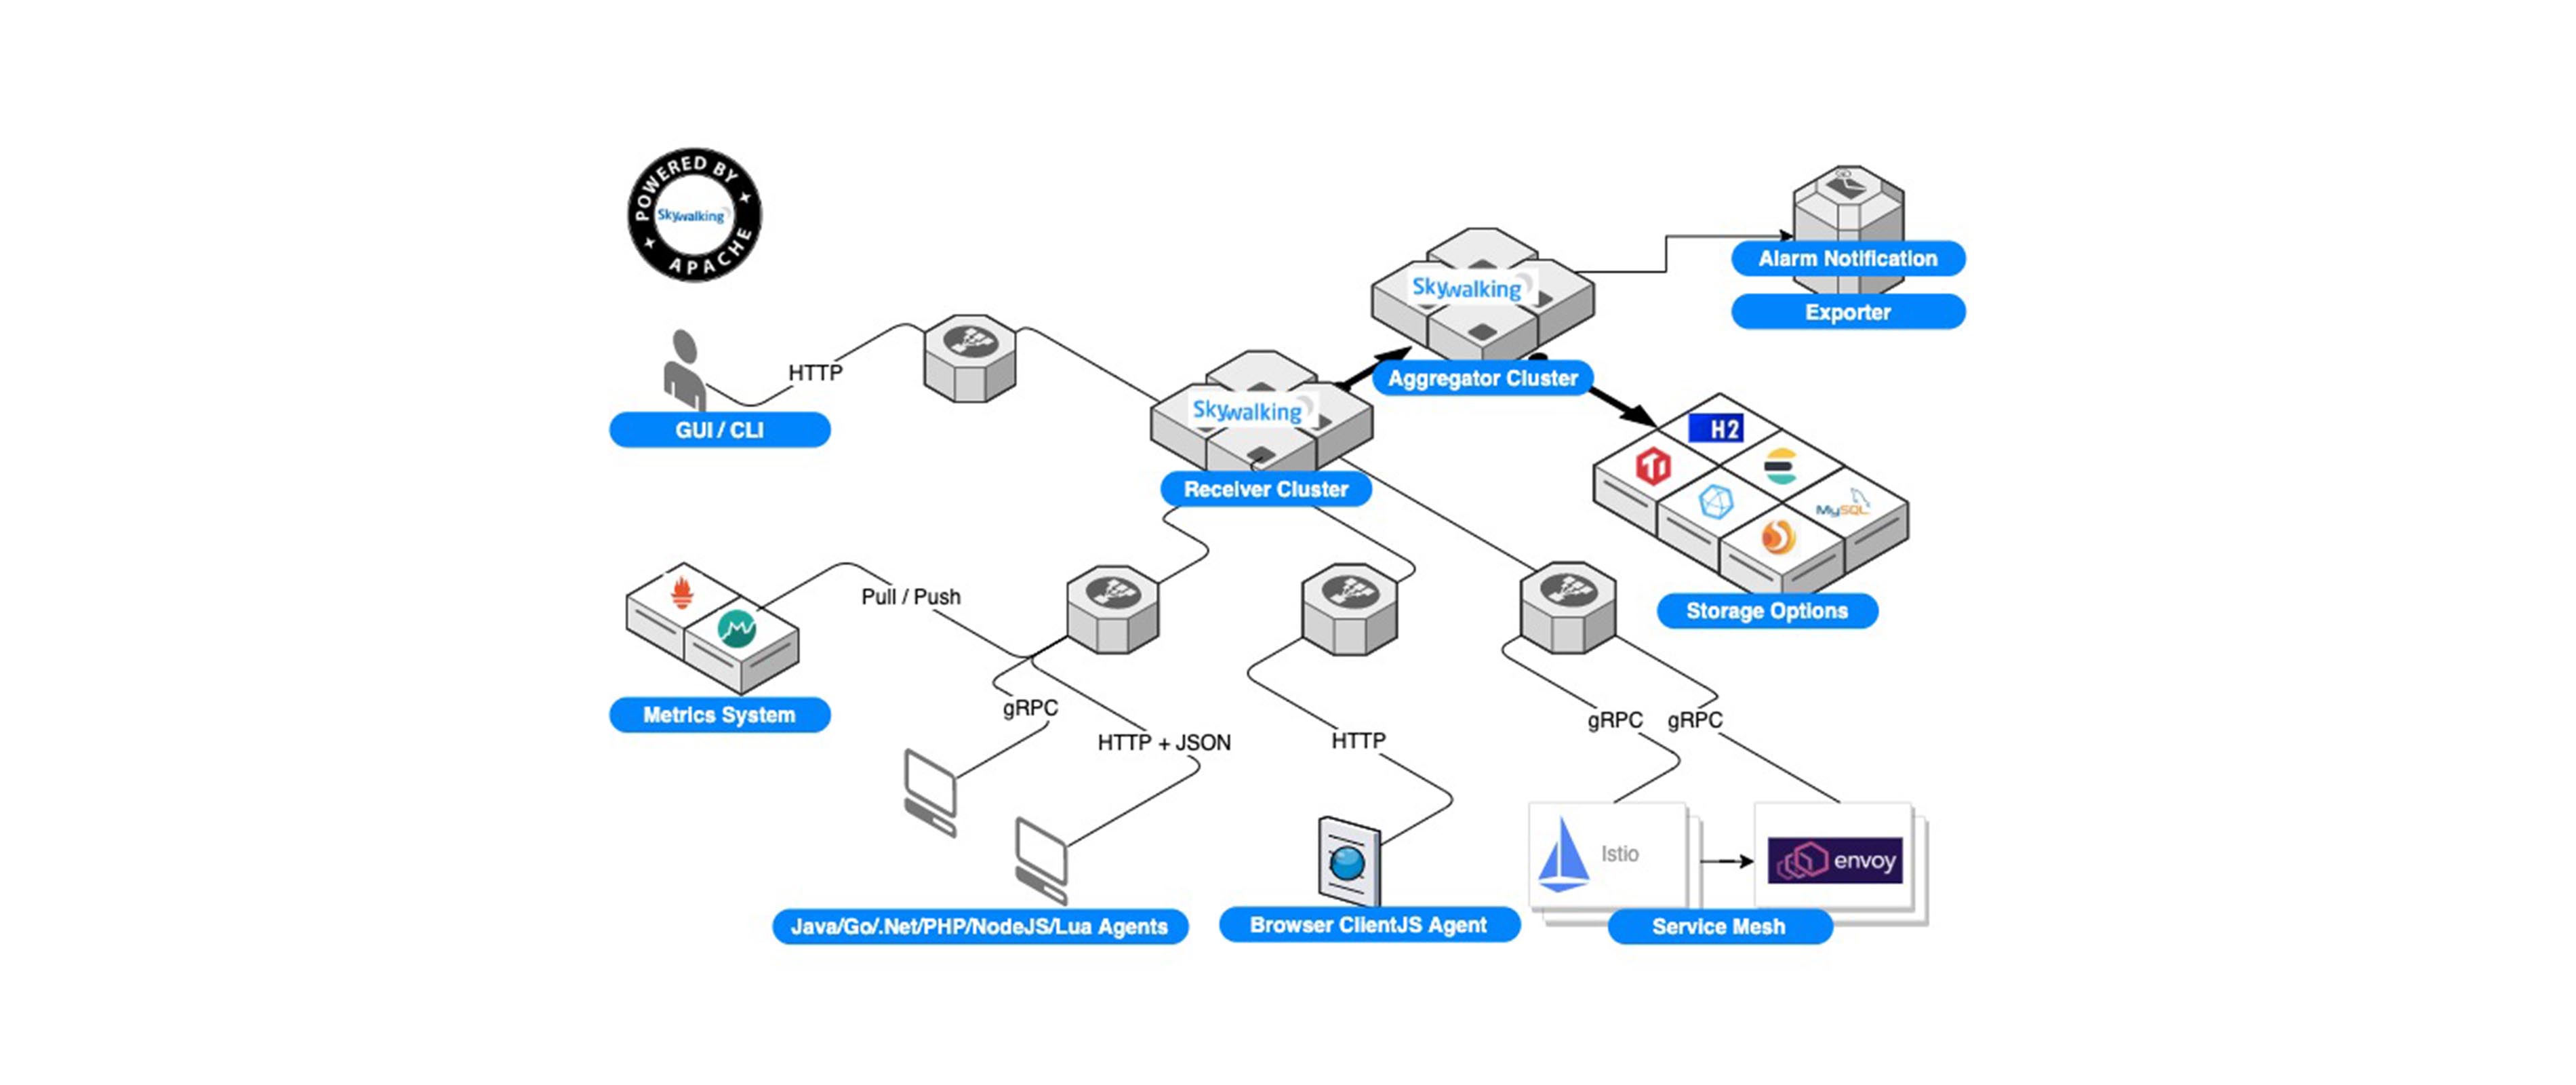 POWERED BY
Skywalking
APACHE
Alarm Notification
Exporter
Skywalking
Aggregator Cluster
HTTP
GUI / CLI
Skywalking
Receiver Cluster
H2
MySQL
Storage Options
Pull / Push
Metrics System
gRPC
HTTP + JSON
HTTP
gRPC
gRPC
Istio
envoy
Java/Go/.Net/PHP/NodeJS/Lua Agents
Browser ClientJS Agent
Service Mesh